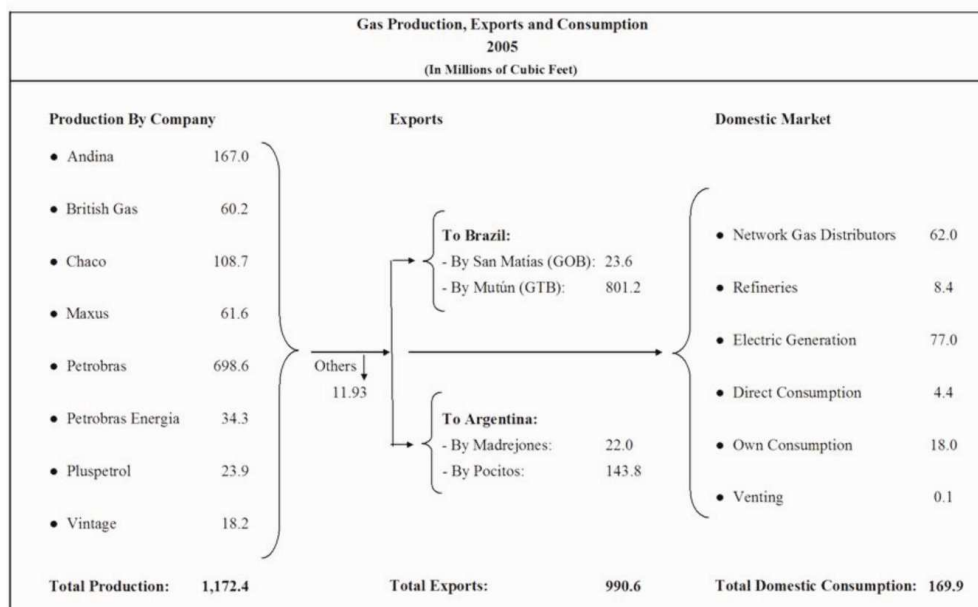 Gas Production, Exports and Consumption
2005
(In Millions of Cubic Feet)
Production By Company
● Andina 167.0
● British Gas 60.2
● Chaco 108.7
● Maxus 61.6
● Petrobras 698.6
● Petrobras Energia 34.3
● Pluspetrol 23.9
● Vintage 18.2
Total Production: 1,172.4
Others
11.93
Exports
To Brazil:
- By San Matías (GOB): 23.6
- By Mutún (GTB): 801.2
To Argentina:
- By Madrejones: 22.0
- By Pocitos: 143.8
Total Exports: 990.6
Domestic Market
● Network Gas Distributors 62.0
● Refineries 8.4
● Electric Generation 77.0
● Direct Consumption 4.4
● Own Consumption 18.0
● Venting 0.1
Total Domestic Consumption: 169.9